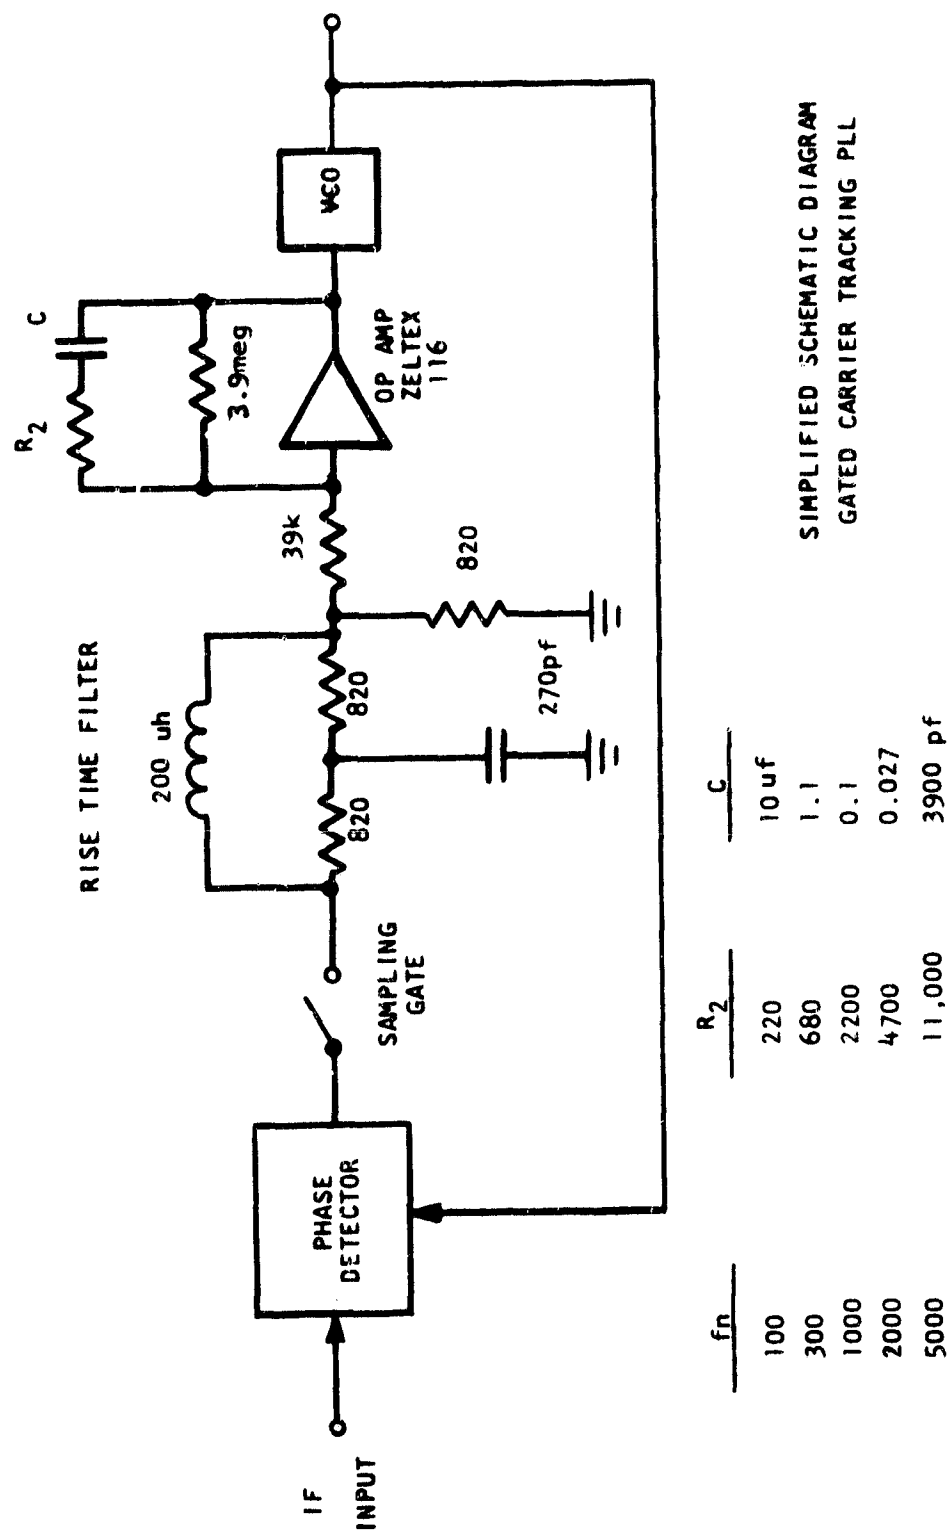 RISE TIME FILTER
R2
C
3.9meg
200 uh
39k
OP AMP
ZELTEX
116
VCO
820
820
820
270pf
SAMPLING
GATE
PHASE
DETECTOR
IF
INPUT
fn R2 C
100 220 10uf
300 680 1.1
1000 2200 0.1
2000 4700 0.027
5000 11,000 3900 pf
SIMPLIFIED SCHEMATIC DIAGRAM
GATED CARRIER TRACKING PLL